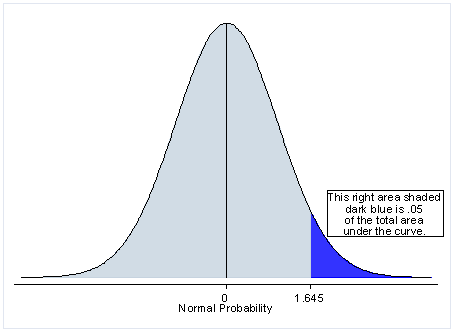 This right area shaded
dark blue is .05
of the total area
under the curve.
0 1.645
Normal Probability